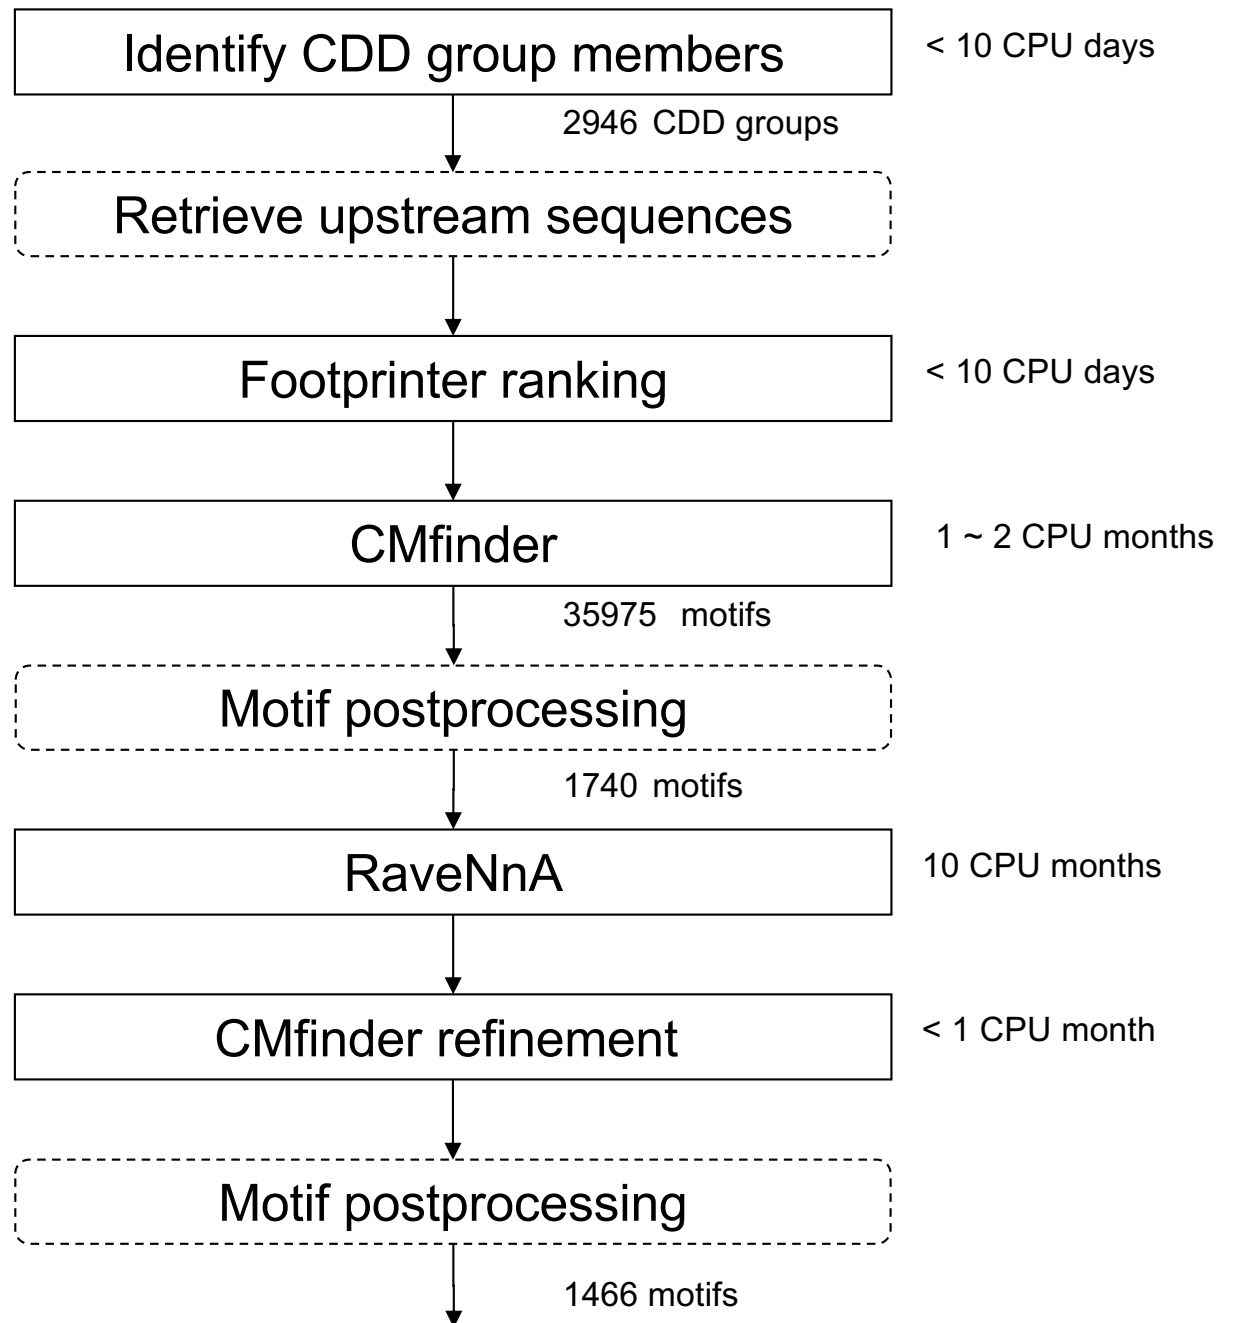 Identify CDD group members
< 10 CPU days
2946 CDD groups
Retrieve upstream sequences
Footprinter ranking
< 10 CPU days
CMfinder
1 ~ 2 CPU months
35975 motifs
Motif postprocessing
1740 motifs
RaveNnA
10 CPU months
CMfinder refinement
< 1 CPU month
Motif postprocessing
1466 motifs